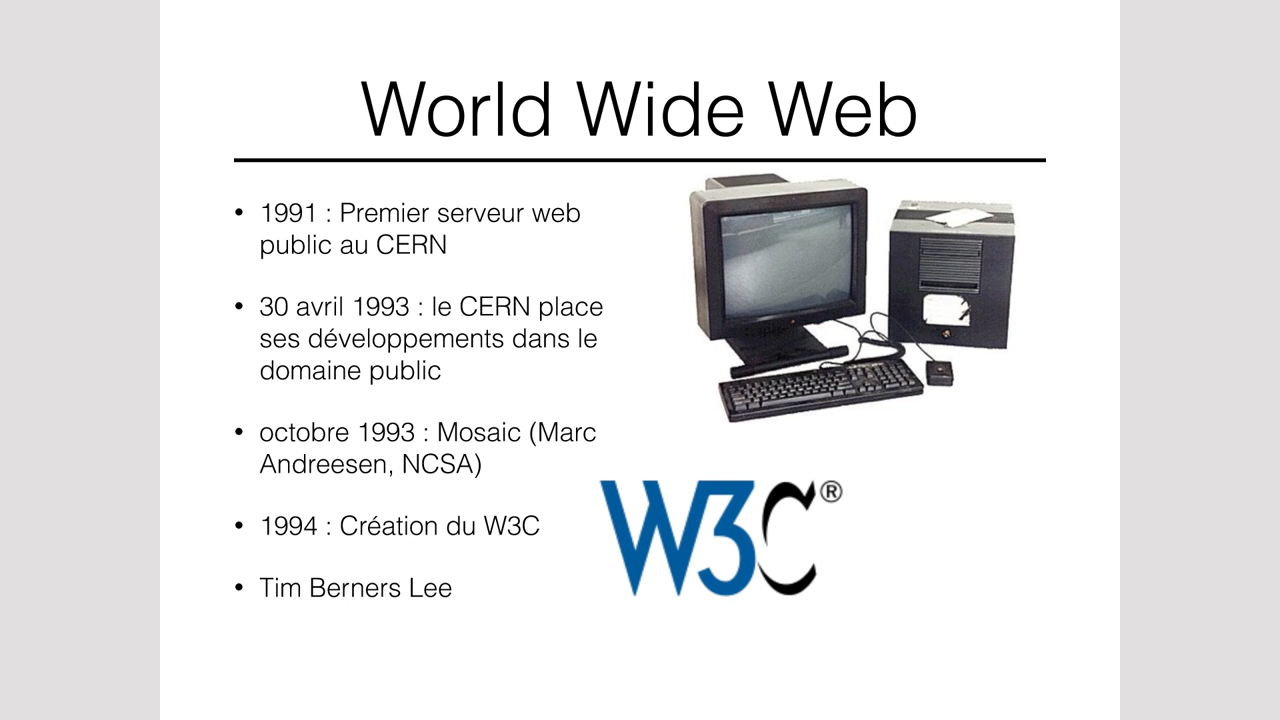 World Wide Web
• 1991 : Premier serveur web
public au CERN
• 30 avril 1993 : le CERN place
ses développements dans le
domaine public
• octobre 1993 : Mosaic (Marc
Andreesen, NCSA)
• 1994 : Création du W3C
• Tim Berners Lee
W3C®